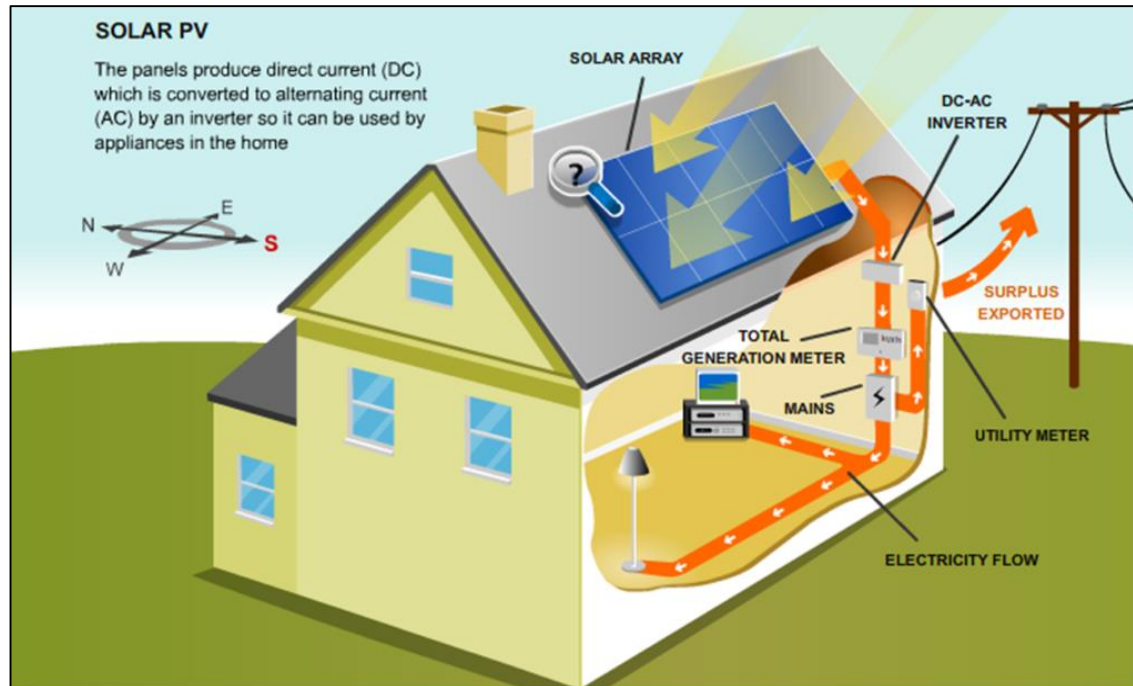 SOLAR PV
The panels produce direct current (DC)
which is converted to alternating current
(AC) by an inverter so it can be used by
appliances in the home
SOLAR ARRAY
DC-AC
INVERTER
?
N
E
S
W
SURPLUS
EXPORTED
TOTAL
GENERATION METER
MAINS
UTILITY METER
ELECTRICITY FLOW